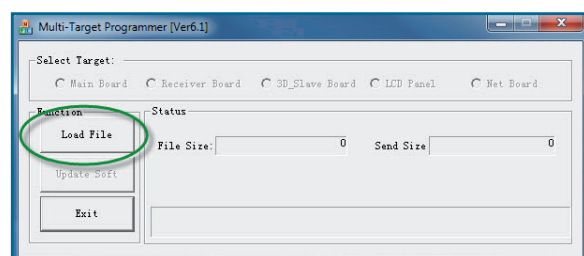 Multi-Target Programmer [Ver6.1]
Select Target:
Main Board Receiver Board 3D_Slave Board LCD Panel Net Board
Function Status
Load File
File Size: 0 Send Size 0
Update Soft
Exit